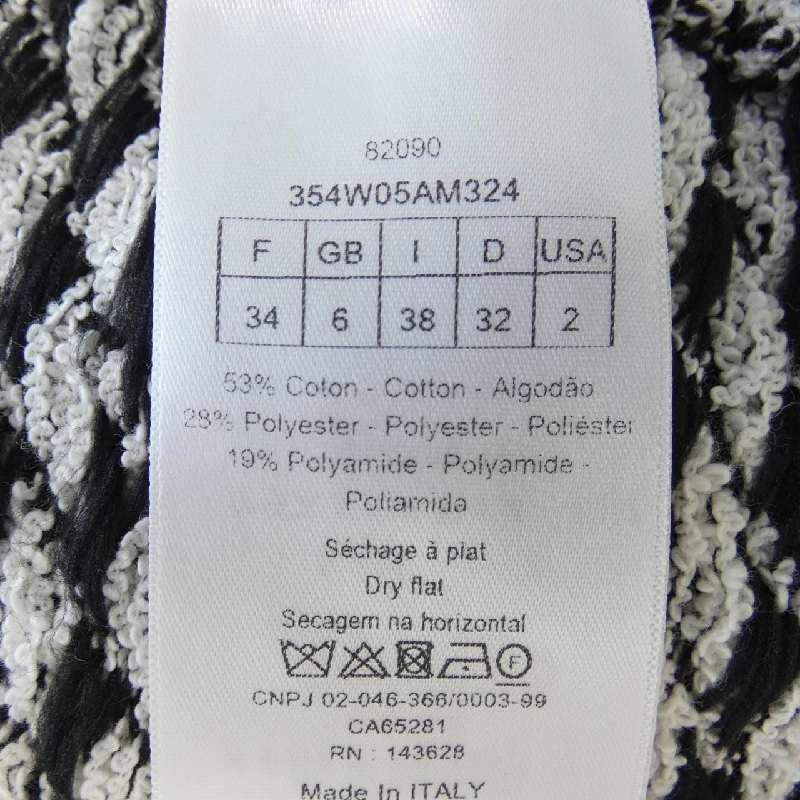 82090
354W05AM324
F GB I D USA
34 6 38 32 2
53% Coton - Cotton - Algodão
28% Polyester - Polyester - Poliéster
19% Polyamide - Polyamide -
Poliamida
Séchage à plat
Dry flat
Secagem na horizontal
F
CNPJ 02-046-366/0003-99
CA65281
RN : 143628
Made In ITALY